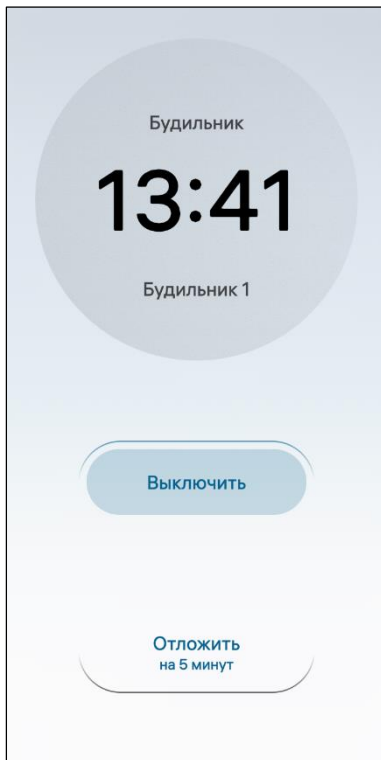 Будильник
13:41
Будильник 1
Выключить
Отложить
на 5 минут